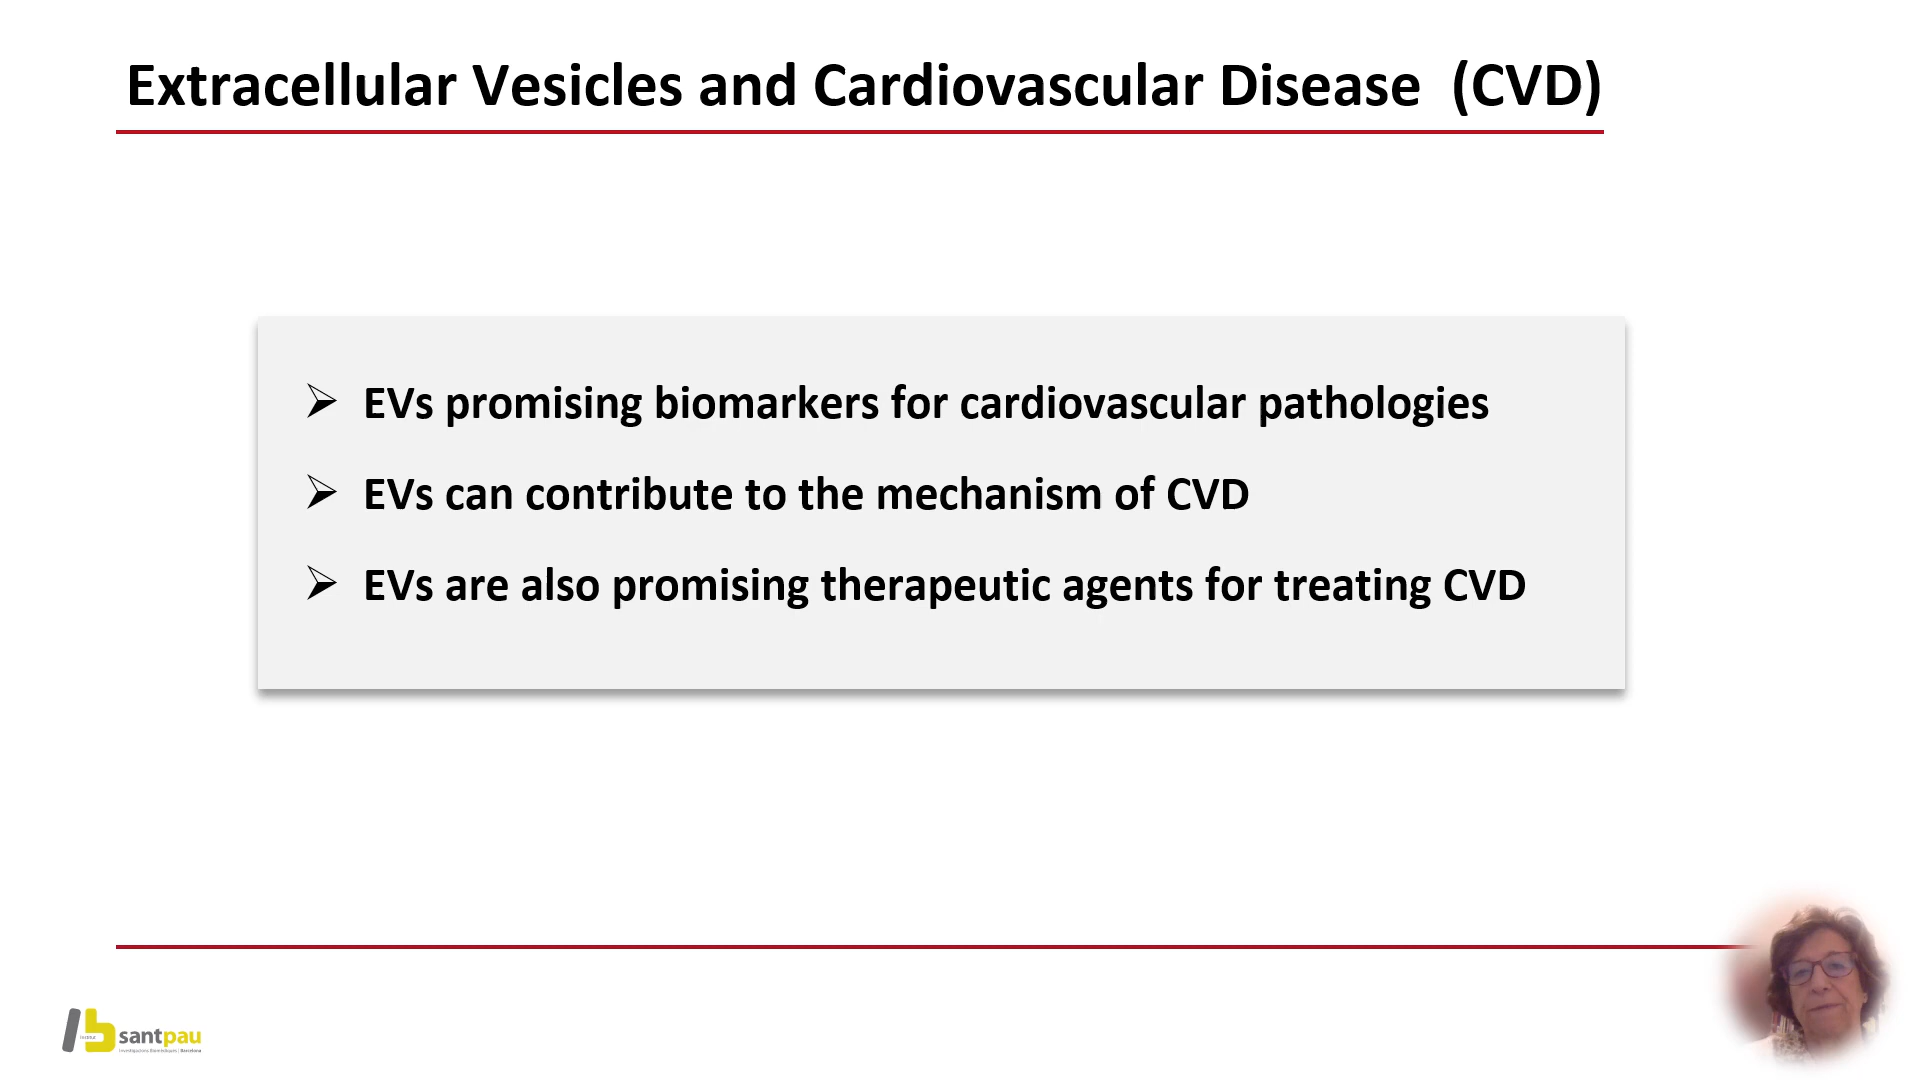 Extracellular Vesicles and Cardiovascular Disease (CVD)
EVs promising biomarkers for cardiovascular pathologies
EVs can contribute to the mechanism of CVD
EVs are also promising therapeutic agents for treating CVD
santpau